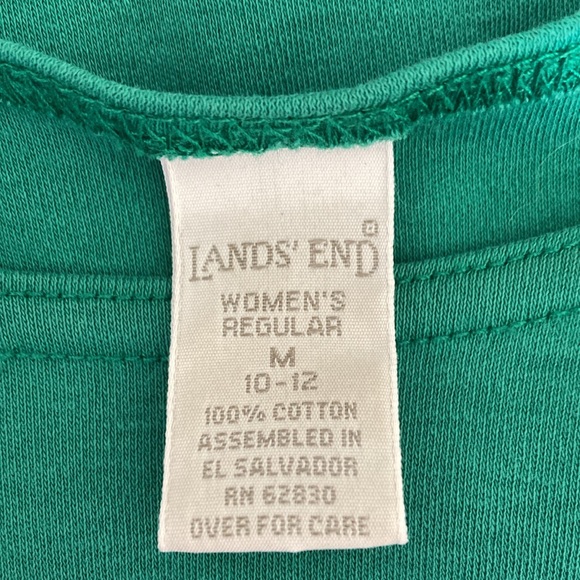 LANDS' END®
WOMEN'S
REGULAR
M
10-12
100% COTTON
ASSEMBLED IN
EL SALVADOR
RN 62830
OVER FOR CARE